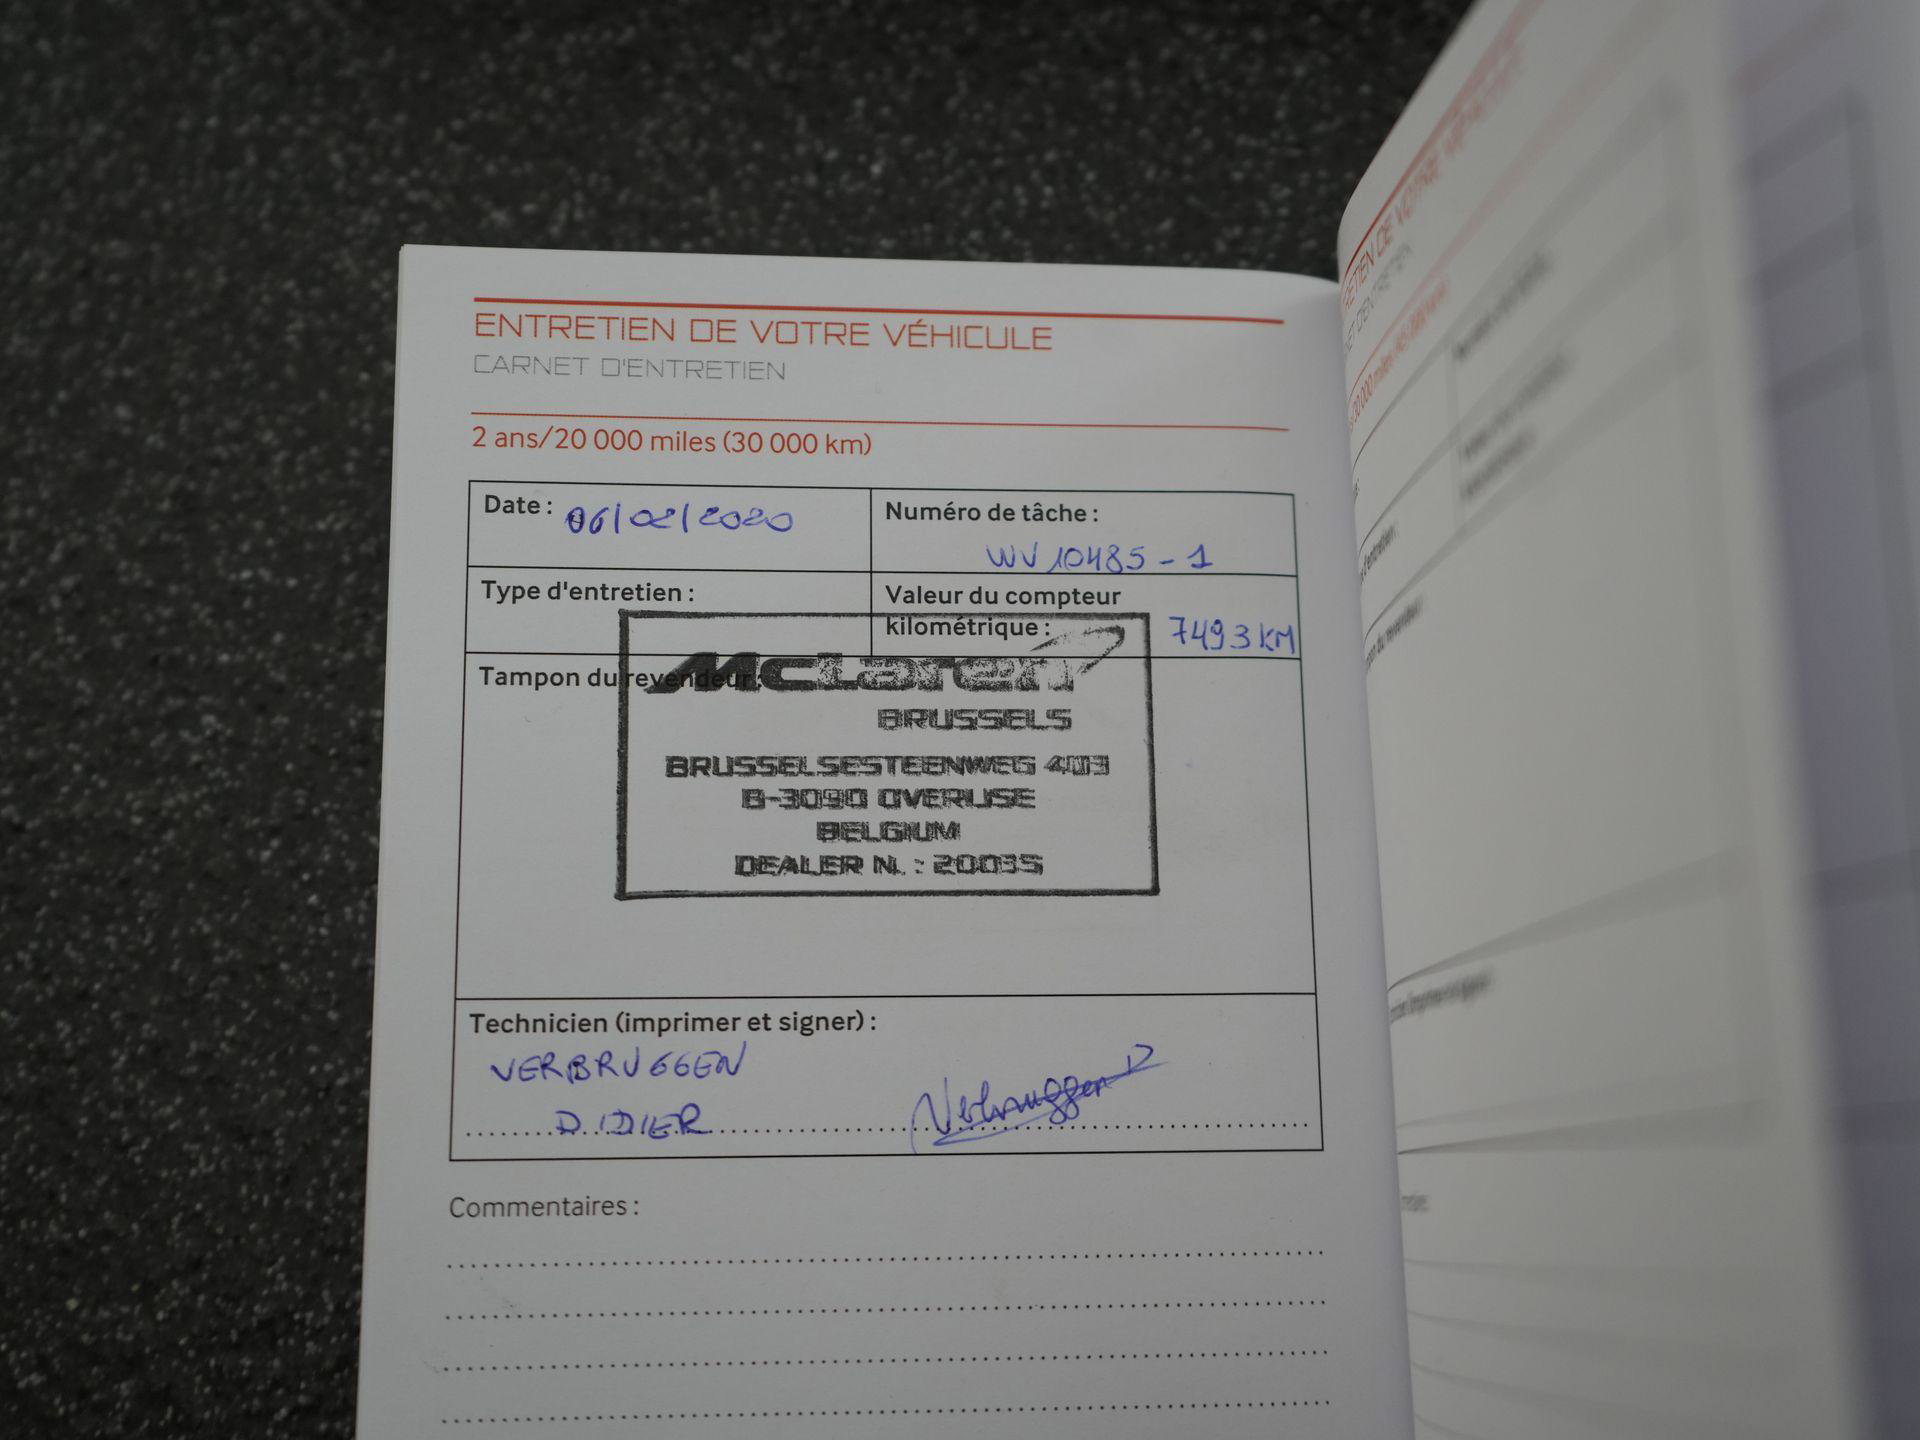 ENTRETIEN DE VOTRE VÉHICULE
CARNET D'ENTRETIEN
2 ans/20 000 miles (30 000 km)
Date : 06/02/2020
Numéro de tâche :
WV10485-1
Type d'entretien :
Valeur du compteur
kilométrique : 7493 KM
Tampon du revendeur :
McLaren
BRUSSELS
BRUSSELSESTEENWEG 403
B-3090 OVERIJSE
BELGIUM
DEALER N. : 20035
Technicien (imprimer et signer) :
VERBRUGGEN
DIDIER
Verbruggen D
Commentaires :